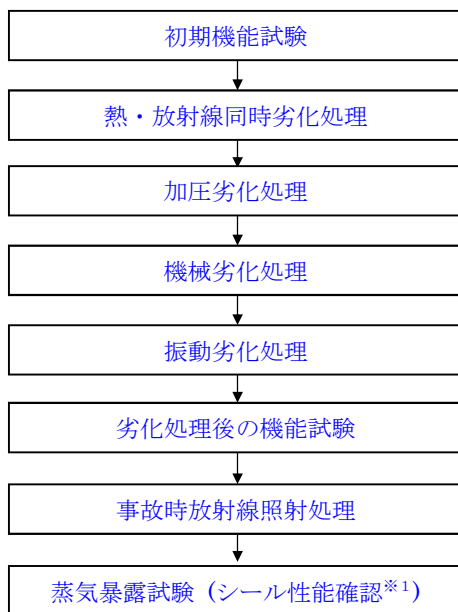 初期機能試験
熱・放射線同時劣化処理
加圧劣化処理
機械劣化処理
振動劣化処理
劣化処理後の機能試験
事故時放射線照射処理
蒸気暴露試験（シール性能確認※1）